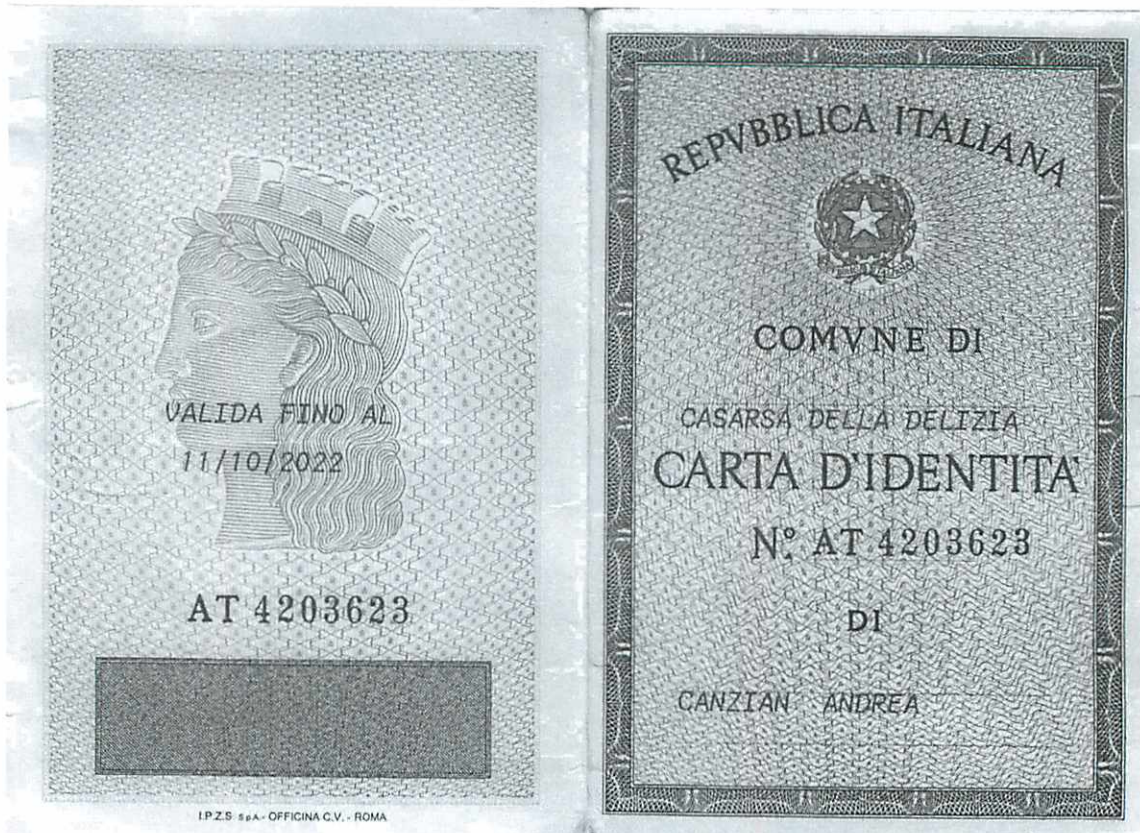 VALIDA FINO AL
11/10/2022
AT 4203623
I.P.Z.S. S.p.A. - OFFICINA C.V. - ROMA
REPVBBLICA ITALIANA
COMVNE DI
CASARSA DELLA DELIZIA
CARTA D'IDENTITA'
N° AT 4203623
DI
CANZIAN ANDREA